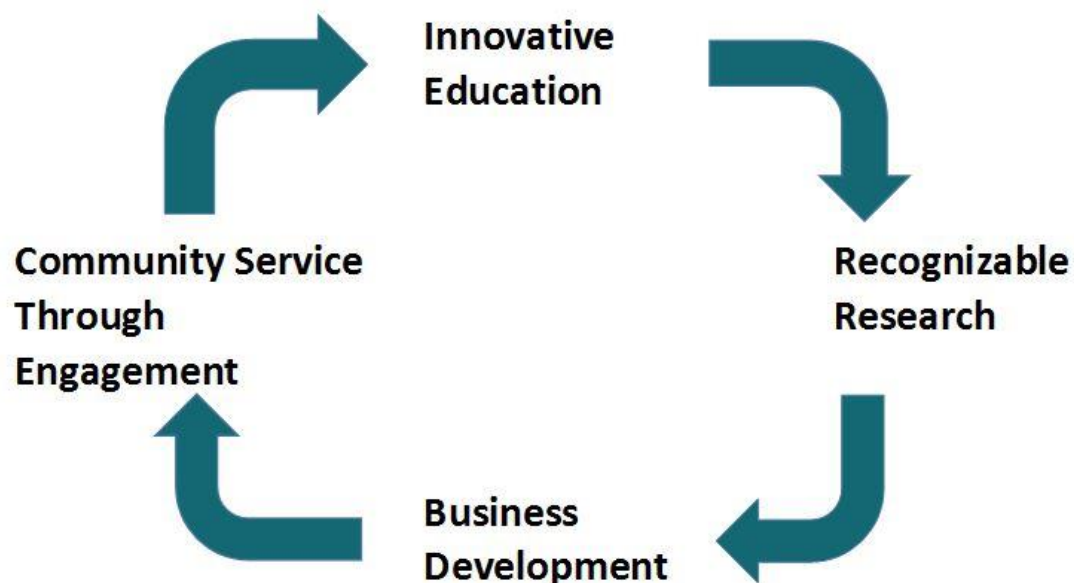 Innovative
Education
Recognizable
Research
Business
Development
Community Service
Through
Engagement